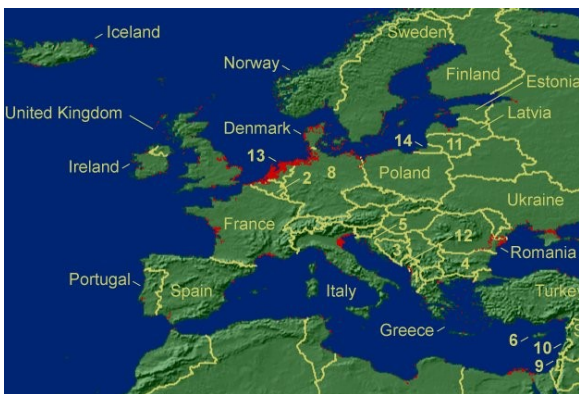 Iceland
Sweden
Norway
Finland
Estonia
United Kingdom
Latvia
Denmark
14
11
13
Ireland
2
8
Poland
Ukraine
France
5
12
3
Romania
4
Portugal
Spain
Italy
1
Turkey
Greece
6
10
9